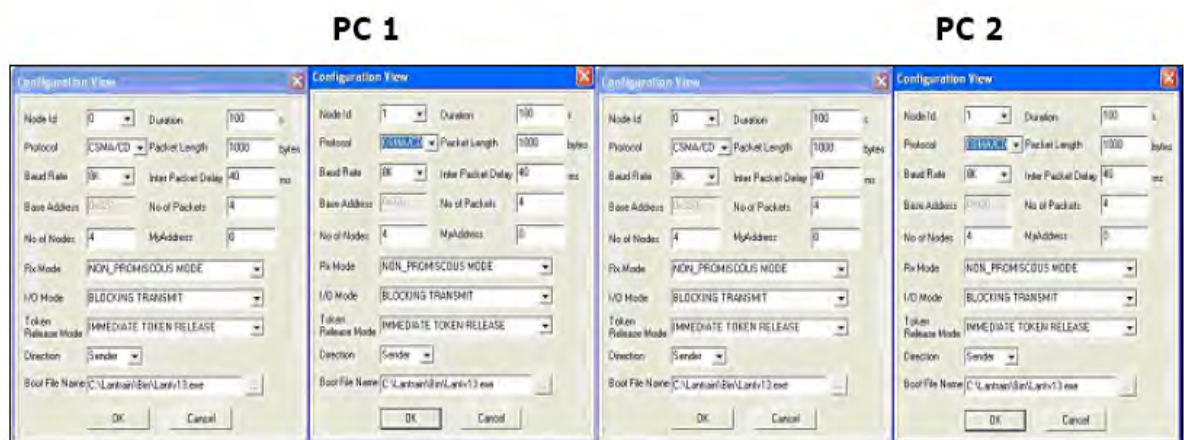 PC 1
PC 2
Configuration View
Node Id 0 Duration 100 s
Protocol CSMA/CD Packet Length 1000 bytes
Baud Rate 8K Inter Packet Delay 40 ms
Base Address No of Packets 4
No of Nodes 4 MyAddress 0
Rx Mode NON_PROMISCOUS MODE
I/O Mode BLOCKING TRANSMIT
Token
Release Mode IMMEDIATE TOKEN RELEASE
Direction Sender
Boot File Name C:\Lantrain\Bin\Lantv13.exe ...
OK Cancel
Configuration View
Node Id 1 Duration 100 s
Protocol CSMA/CD Packet Length 1000 bytes
Baud Rate 8K Inter Packet Delay 40 ms
Base Address No of Packets 4
No of Nodes 4 MyAddress 0
Rx Mode NON_PROMISCOUS MODE
I/O Mode BLOCKING TRANSMIT
Token
Release Mode IMMEDIATE TOKEN RELEASE
Direction Sender
Boot File Name C:\Lantrain\Bin\Lantv13.exe ...
OK Cancel
Configuration View
Node Id 0 Duration 100 s
Protocol CSMA/CD Packet Length 1000 bytes
Baud Rate 8K Inter Packet Delay 40 ms
Base Address No of Packets 4
No of Nodes 4 MyAddress 0
Rx Mode NON_PROMISCOUS MODE
I/O Mode BLOCKING TRANSMIT
Token
Release Mode IMMEDIATE TOKEN RELEASE
Direction Sender
Boot File Name C:\Lantrain\Bin\Lantv13.exe ...
OK Cancel
Configuration View
Node Id 1 Duration 100 s
Protocol CSMA/CD Packet Length 1000 bytes
Baud Rate 8K Inter Packet Delay 40 ms
Base Address No of Packets 4
No of Nodes 4 MyAddress 0
Rx Mode NON_PROMISCOUS MODE
I/O Mode BLOCKING TRANSMIT
Token
Release Mode IMMEDIATE TOKEN RELEASE
Direction Sender
Boot File Name C:\Lantrain\Bin\Lantv13.exe ...
OK Cancel